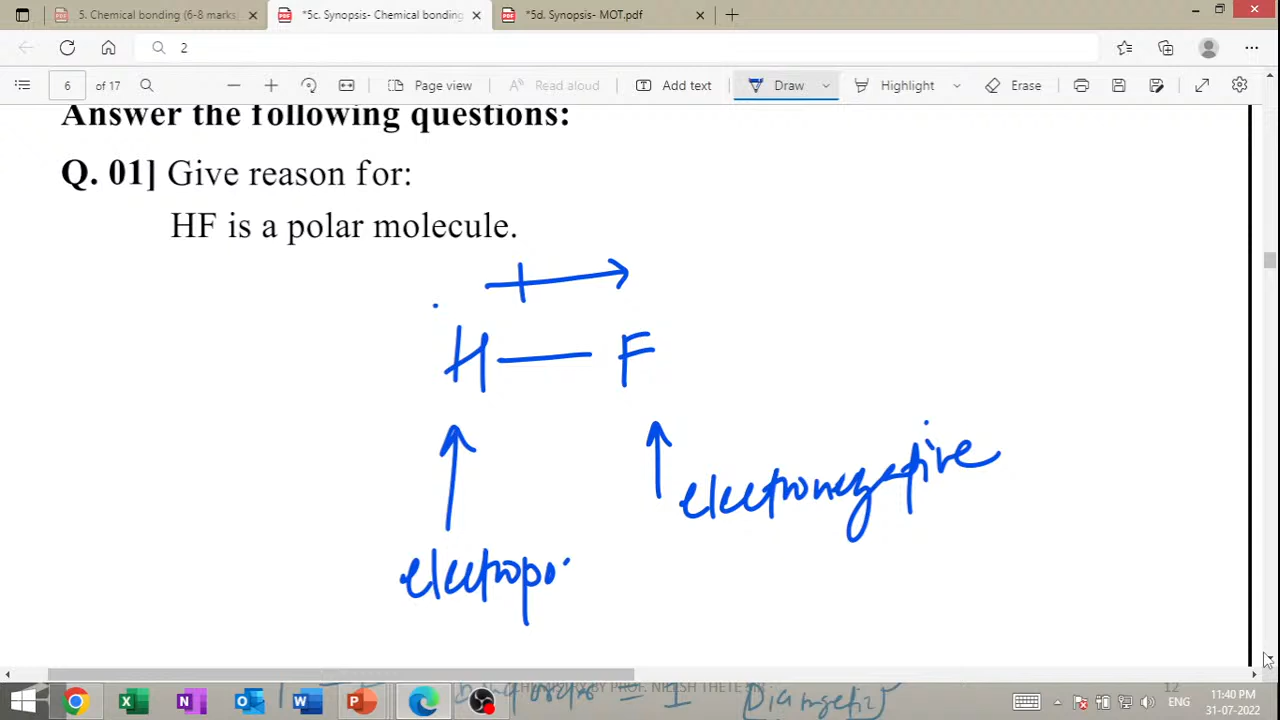 5. Chemical bonding (6-8 marks
*5c. Synopsis- Chemical bonding
*5d. Synopsis- MOT.pdf
2
6 of 17
Page view
Read aloud
Add text
Draw
Highlight
Erase
Answer the following questions:
Q. 01] Give reason for:
HF is a polar molecule.
H — F
electronegative
electropo
12
11:40 PM
31-07-2022